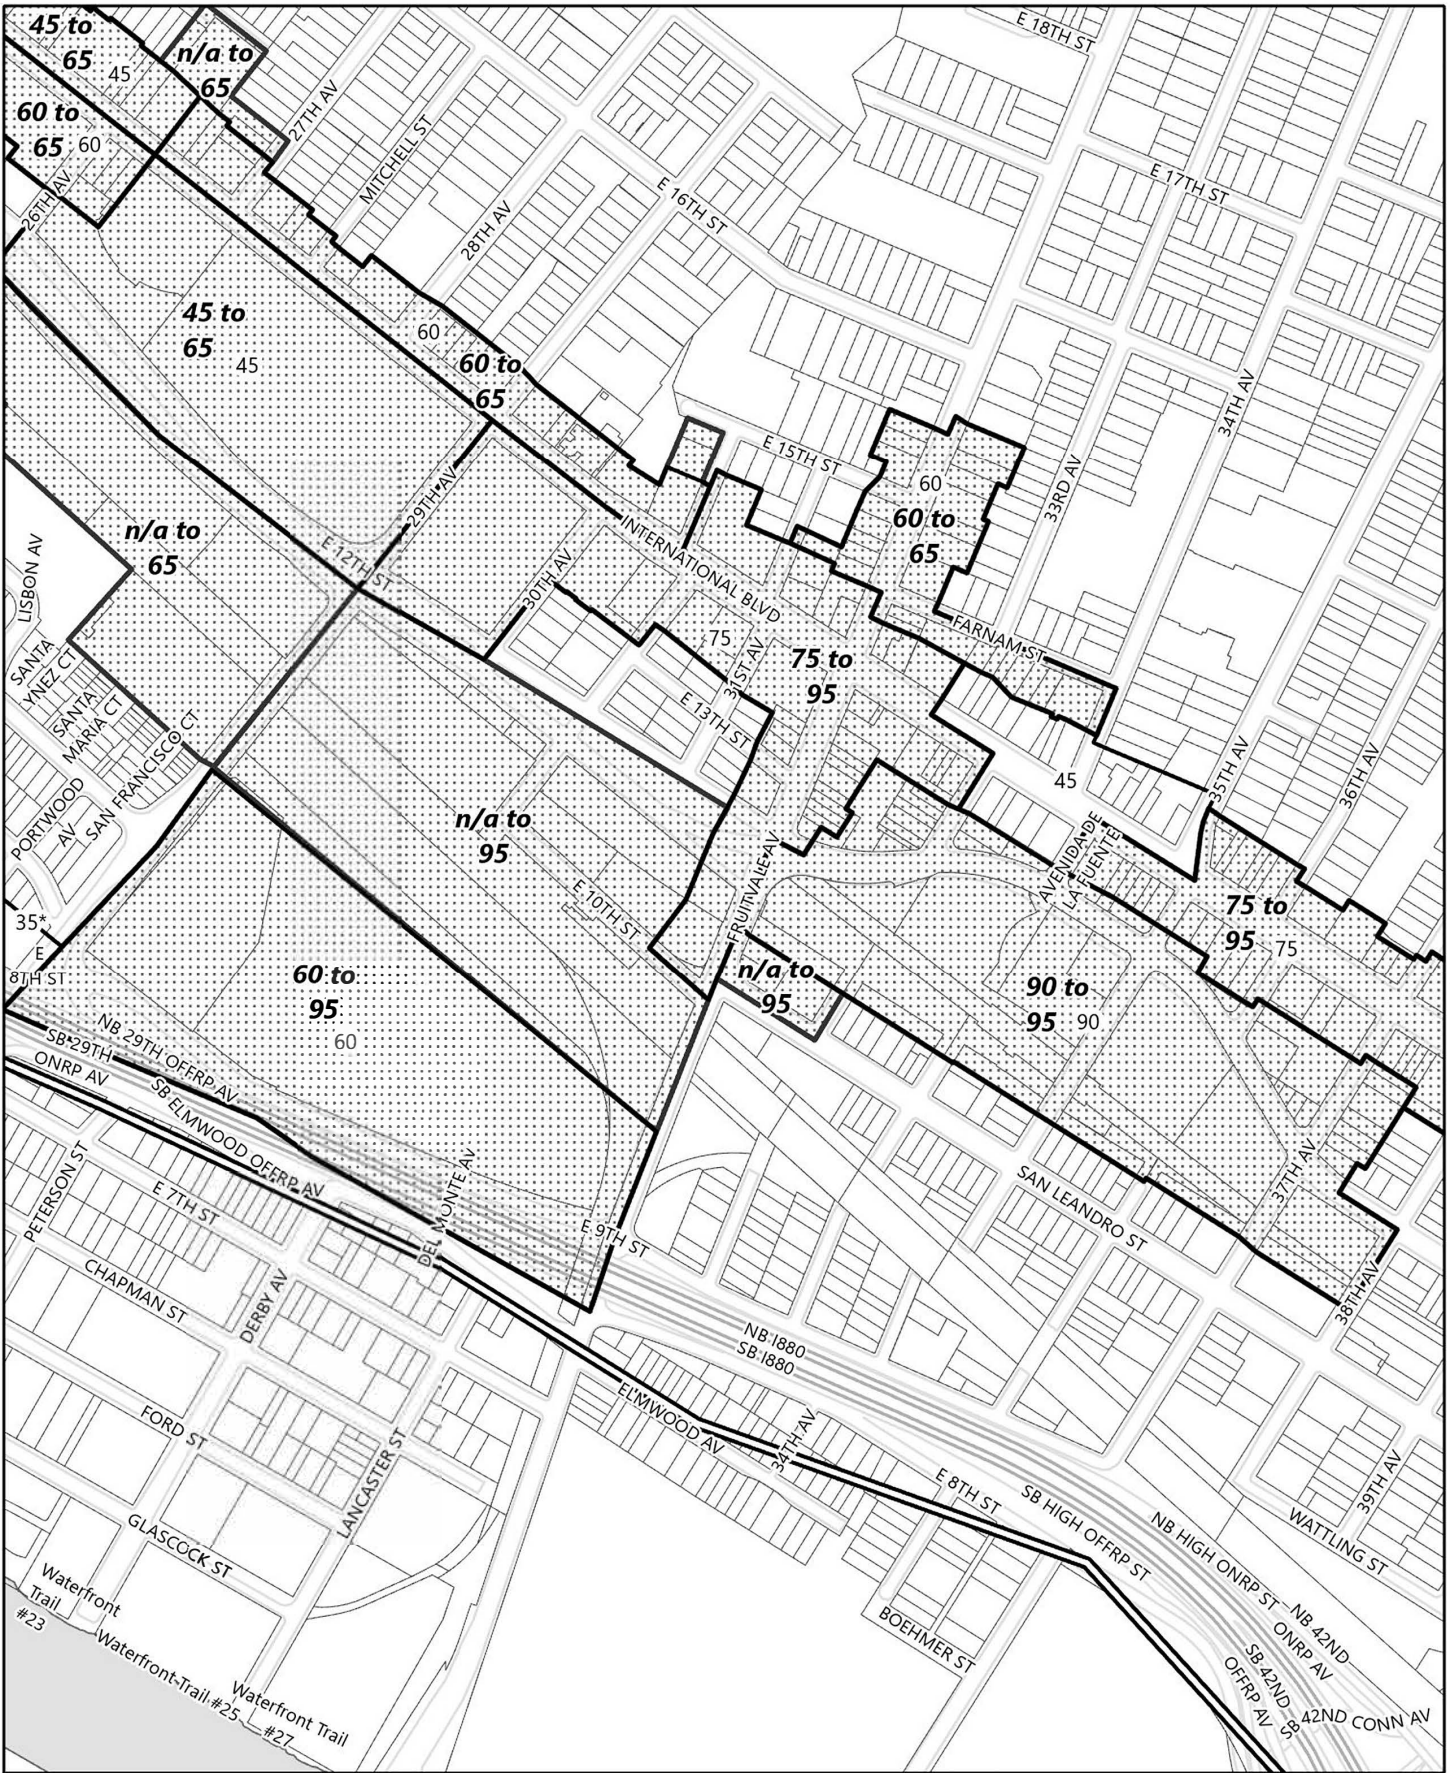 45 to
65
45
n/a to
65
60 to
65
60
26TH AV
27TH AV
MITCHELL ST
28TH AV
E 16TH ST
E 18TH ST
E 17TH ST
45 to
65
45
60
60 to
65
29TH AV
E 12TH ST
n/a to
65
E 15TH ST
60
60 to
65
33RD AV
34TH AV
INTERNATIONAL BLVD
30TH AV
75
31ST AV
75 to
95
FARNAM ST
E 13TH ST
LISBON AV
SANTA
YNEZ CT
SANTA
MARIA CT
SAN FRANCISCO CT
PORTWOOD
AV
n/a to
95
E 10TH ST
FRUITVALE AV
45
AVENIDA DE
LA FUENTE
35TH AV
36TH AV
75 to
95
75
35*
E
8TH ST
60 to
95
60
n/a to
95
90 to
95
90
NB 29TH OFFRP AV
SB 29TH
ONRP AV
SB ELMWOOD OFFRP AV
PETERSON ST
E 7TH ST
DEL MONTE AV
E 9TH ST
SAN LEANDRO ST
37TH AV
38TH AV
CHAPMAN ST
DERBY AV
NB I880
SB I880
FORD ST
LANCASTER ST
ELMWOOD AV
34TH AV
E 8TH ST
SB HIGH OFFRP ST
NB HIGH ONRP ST
39TH AV
WATTLING ST
GLASCOCK ST
BOEHMER ST
NB 42ND
ONRP AV
SB 42ND
OFFRP AV
SB
42ND CONN AV
Waterfront
Trail
#23
Waterfront Trail
#25
Waterfront Trail
#27